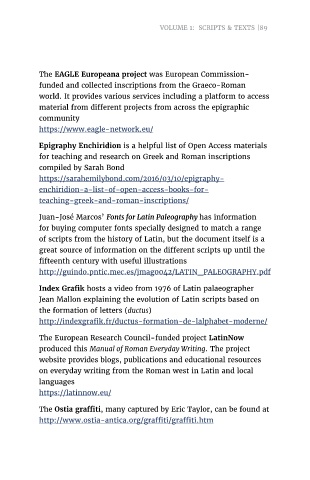 VOLUME 1: SCRIPTS & TEXTS |89
The EAGLE Europeana project was European Commission-
funded and collected inscriptions from the Graeco-Roman
world. It provides various services including a platform to access
material from different projects from across the epigraphic
community
https://www.eagle-network.eu/
Epigraphy Enchiridion is a helpful list of Open Access materials
for teaching and research on Greek and Roman inscriptions
compiled by Sarah Bond
https://sarahemilybond.com/2016/03/10/epigraphy-
enchiridion-a-list-of-open-access-books-for-
teaching-greek-and-roman-inscriptions/
Juan-José Marcos’ Fonts for Latin Paleography has information
for buying computer fonts specially designed to match a range
of scripts from the history of Latin, but the document itself is a
great source of information on the different scripts up until the
fifteenth century with useful illustrations
http://guindo.pntic.mec.es/jmag0042/LATIN_PALEOGRAPHY.pdf
Index Grafik hosts a video from 1976 of Latin palaeographer
Jean Mallon explaining the evolution of Latin scripts based on
the formation of letters (ductus)
http://indexgrafik.fr/ductus-formation-de-lalphabet-moderne/
The European Research Council-funded project LatinNow
produced this Manual of Roman Everyday Writing. The project
website provides blogs, publications and educational resources
on everyday writing from the Roman west in Latin and local
languages
https://latinnow.eu/
The Ostia graffiti, many captured by Eric Taylor, can be found at
http://www.ostia-antica.org/graffiti/graffiti.htm